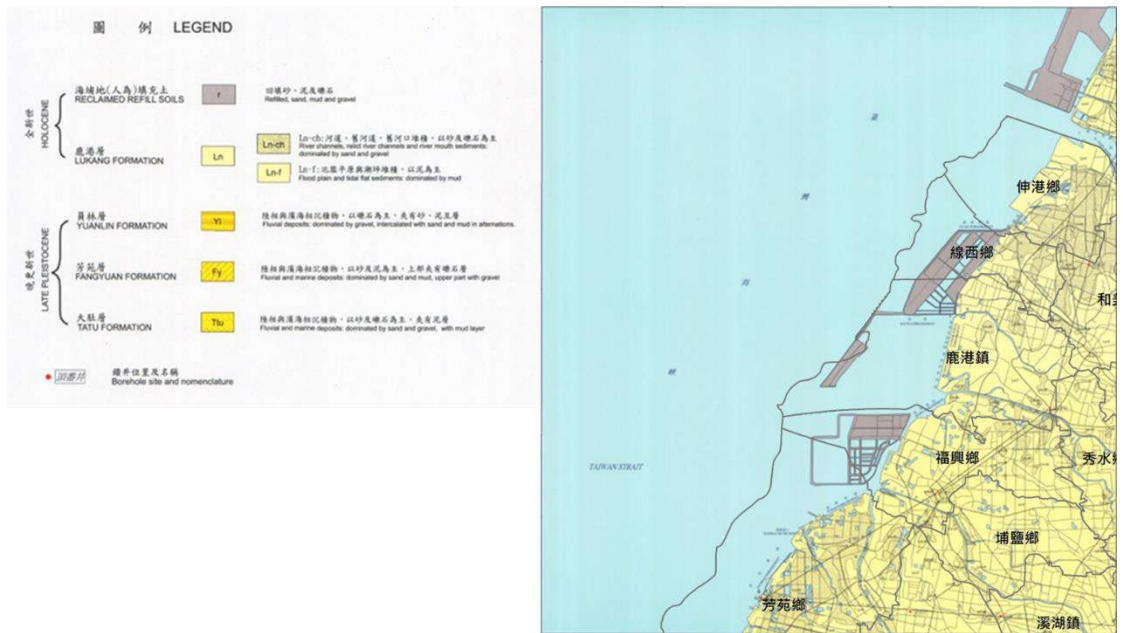 圖 例 LEGEND
全新世
HOLOCENE
海埔地(人為)填充土
RECLAIMED REFILL SOILS
r
回填砂、泥及礫石
Refilled, sand, mud and gravel
鹿港層
LUKANG FORMATION
Ln
Ln-ch
Ln-ch:河道、舊河道、舊河口堆積,以砂及礫石為主
River channels, relict river channels and river mouth sediments:
dominated by sand and gravel
Ln-f
Ln-f:氾濫平原與潮坪堆積,以泥為主
Flood plain and tidal flat sediments: dominated by mud
晚更新世
LATE PLEISTOCENE
員林層
YUANLIN FORMATION
Yl
陸相與濱海相沉積物,以礫石為主,夾有砂、泥互層
Fluvial deposits: dominated by gravel, intercalated with sand and mud in alternations.
芳苑層
FANGYUAN FORMATION
Fy
陸相與濱海相沉積物,以砂及泥為主,上部夾有礫石層
Fluvial and marine deposits: dominated by sand and mud, upper part with gravel
大肚層
TATU FORMATION
Ttu
陸相與濱海相沉積物,以砂及礫石為主,夾有泥層
Fluvial and marine deposits: dominated by sand and gravel, with mud layer
頂番井
鑽井位置及名稱
Borehole site and nomenclature
臺
灣
海
峽
TAIWAN STRAIT
伸港鄉
線西鄉
和美
鹿港鎮
福興鄉
秀水鄉
埔鹽鄉
芳苑鄉
溪湖鎮